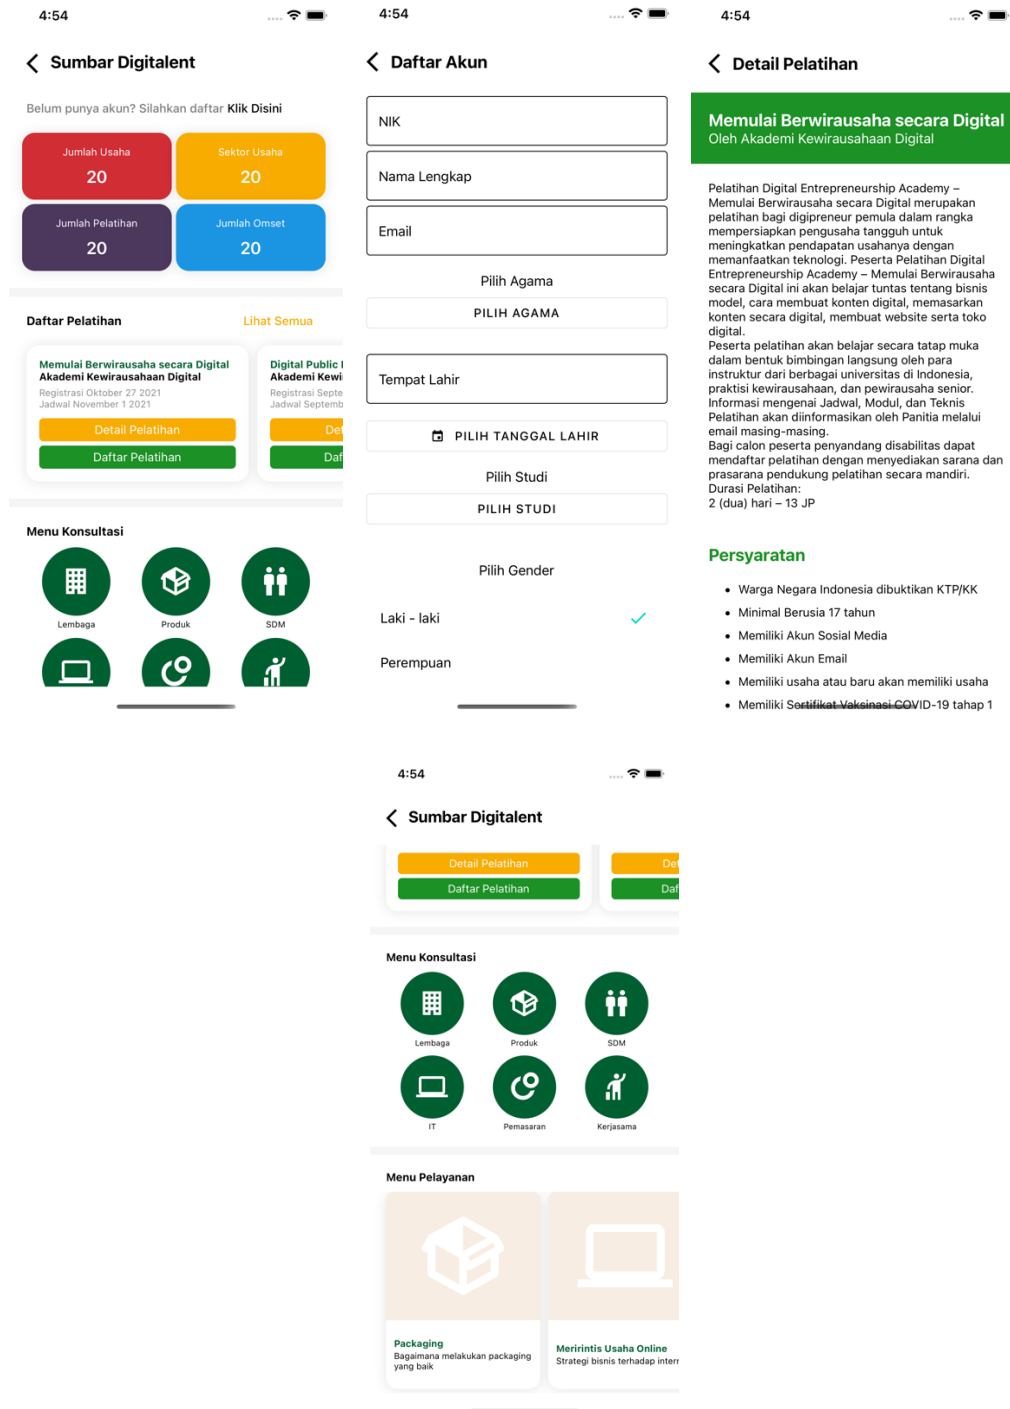 4:54
Sumbar Digitalent
Belum punya akun? Silahkan daftar Klik Disini
Jumlah Usaha
20
Sektor Usaha
20
Jumlah Pelatihan
20
Jumlah Omset
20
Daftar Pelatihan
Lihat Semua
Memulai Berwirausaha secara Digital
Akademi Kewirausahaan Digital
Registrasi Oktober 27 2021
Jadwal November 1 2021
Detail Pelatihan
Daftar Pelatihan
Digital Public
Akademi Kewi
Registrasi Septe
Jadwal Septemb
Det
Daf
Menu Konsultasi
Lembaga
Produk
SDM
4:54
Daftar Akun
NIK
Nama Lengkap
Email
Pilih Agama
PILIH AGAMA
Tempat Lahir
PILIH TANGGAL LAHIR
Pilih Studi
PILIH STUDI
Pilih Gender
Laki - laki
Perempuan
4:54
Detail Pelatihan
Memulai Berwirausaha secara Digital
Oleh Akademi Kewirausahaan Digital
Pelatihan Digital Entrepreneurship Academy –
Memulai Berwirausaha secara Digital merupakan
pelatihan bagi digipreneur pemula dalam rangka
mempersiapkan pengusaha tangguh untuk
meningkatkan pendapatan usahanya dengan
memanfaatkan teknologi. Peserta Pelatihan Digital
Entrepreneurship Academy – Memulai Berwirausaha
secara Digital ini akan belajar tuntas tentang bisnis
model, cara membuat konten digital, memasarkan
konten secara digital, membuat website serta toko
digital.
Peserta pelatihan akan belajar secara tatap muka
dalam bentuk bimbingan langsung oleh para
instruktur dari berbagai universitas di Indonesia,
praktisi kewirausahaan, dan pewirausaha senior.
Informasi mengenai Jadwal, Modul, dan Teknis
Pelatihan akan diinformasikan oleh Panitia melalui
email masing-masing.
Bagi calon peserta penyandang disabilitas dapat
mendaftar pelatihan dengan menyediakan sarana dan
prasarana pendukung pelatihan secara mandiri.
Durasi Pelatihan:
2 (dua) hari – 13 JP
Persyaratan
• Warga Negara Indonesia dibuktikan KTP/KK
• Minimal Berusia 17 tahun
• Memiliki Akun Sosial Media
• Memiliki Akun Email
• Memiliki usaha atau baru akan memiliki usaha
• Memiliki Sertifikat Vaksinasi COVID-19 tahap 1
4:54
Sumbar Digitalent
Detail Pelatihan
Daftar Pelatihan
Det
Daf
Menu Konsultasi
Lembaga
Produk
SDM
IT
Pemasaran
Kerjasama
Menu Pelayanan
Packaging
Bagaimana melakukan packaging
yang baik
Meririntis Usaha Online
Strategi bisnis terhadap interr